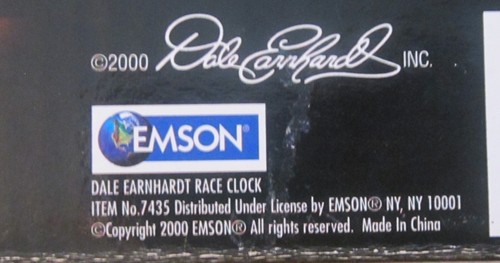 ©2000 Dale Earnhardt INC.
EMSON®
DALE EARNHARDT RACE CLOCK
ITEM No.7435 Distributed Under License by EMSON® NY, NY 10001
©Copyright 2000 EMSON® All rights reserved. Made In China